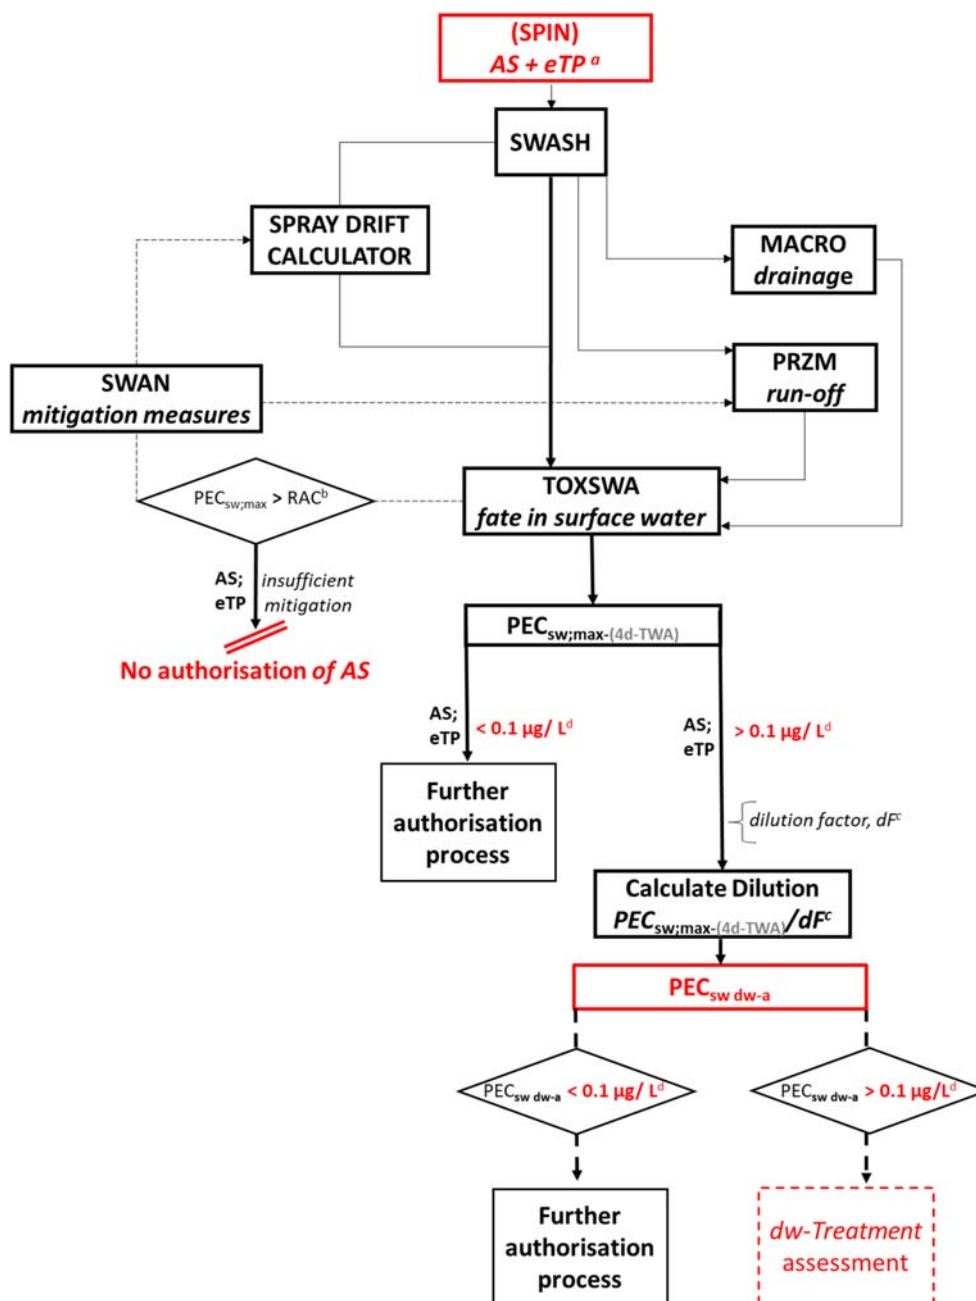 (SPIN)
AS + eTP a
SWASH
SPRAY DRIFT
CALCULATOR
MACRO
drainage
PRZM
run-off
SWAN
mitigation measures
PECsw;max > RACb
TOXSWA
fate in surface water
AS;
eTP
insufficient
mitigation
No authorisation of AS
PECsw;max-(4d-TWA)
AS;
eTP
< 0.1 µg/ Ld
AS;
eTP
> 0.1 µg/ Ld
Further
authorisation
process
dilution factor, dFc
Calculate Dilution
PECsw;max-(4d-TWA)/dFc
PECsw dw-a
PECsw dw-a < 0.1 µg/ Ld
PECsw dw-a > 0.1 µg/Ld
Further
authorisation
process
dw-Treatment
assessment